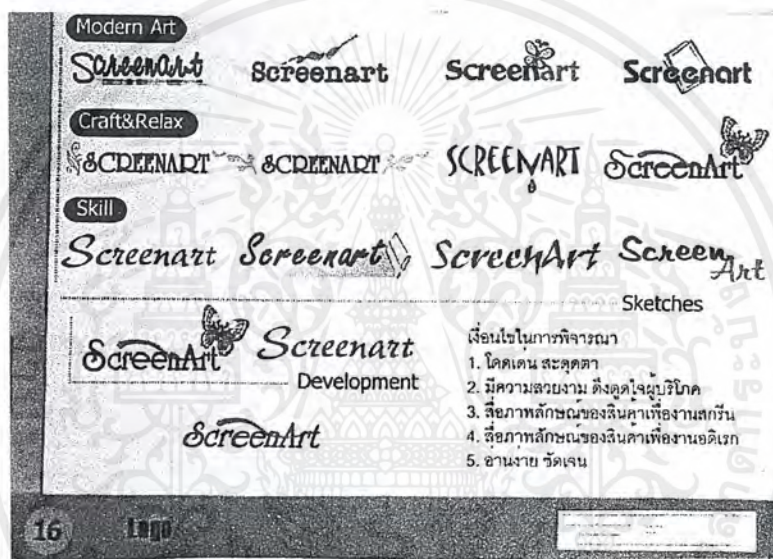 Modern Art
Screenart Screenart Screenart Screenart
Craft&Relax
SCREENART SCREENART SCREENART ScreenArt
Skill
Screenart Screenart ScreenArt Screen Art
Sketches
ScreenArt Screenart
Development
ScreenArt
เงื่อนไขในการพิจารณา
1. โดดเด่น สะดุดตา
2. มีความสวยงาม ดึงดูดใจผู้บริโภค
3. สื่อภาพลักษณ์ของสินค้าเพื่องานสกรีน
4. สื่อภาพลักษณ์ของสินค้าเพื่องานอดิเรก
5. อ่านง่าย ชัดเจน
16 Logo